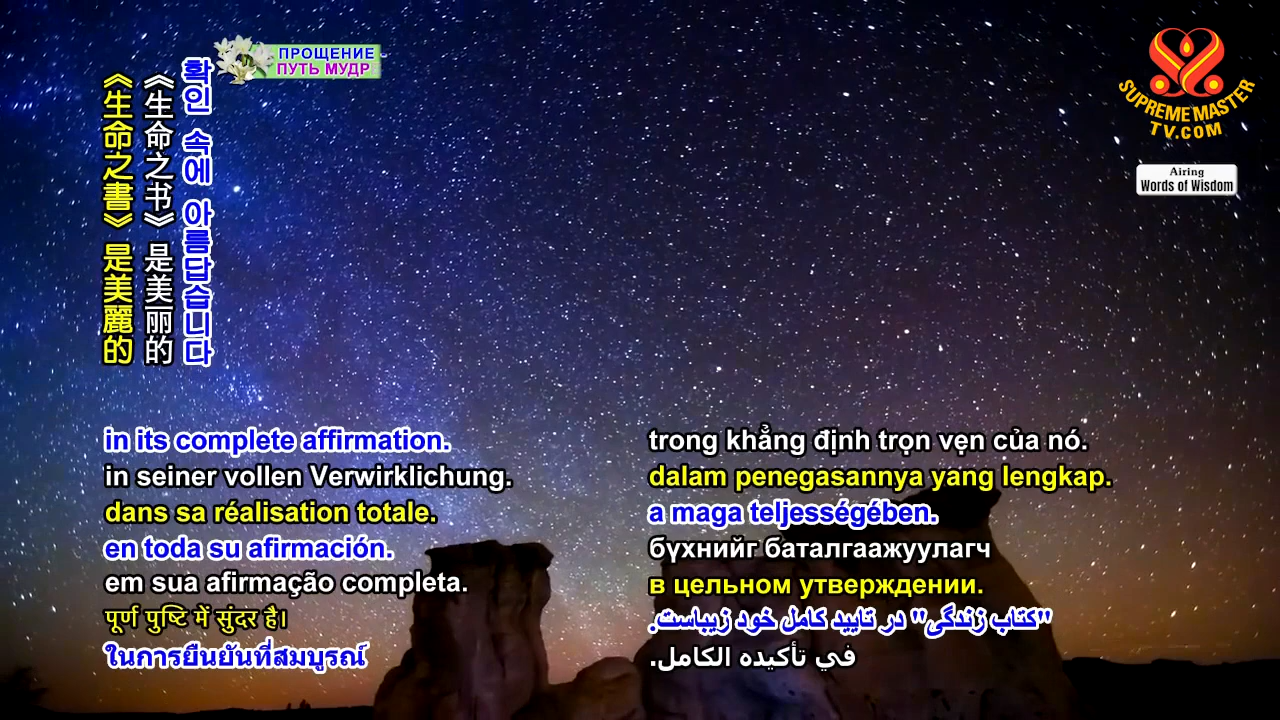 ПРОЩЕНИЕ
ПУТЬ МУДР
SUPREME MASTER
TV.COM
Airing
Words of Wisdom
확인 속에 아름답습니다
《生命之书》是美丽的
《生命之書》是美麗的
in its complete affirmation.
in seiner vollen Verwirklichung.
dans sa réalisation totale.
en toda su afirmación.
em sua afirmação completa.
पूर्ण पुष्टि में सुंदर है।
ในการยืนยันที่สมบูรณ์
trong khẳng định trọn vẹn của nó.
dalam penegasannya yang lengkap.
a maga teljességében.
бүхнийг баталгаажуулагч
в цельном утверждении.
"کتاب زندگی" در تایید کامل خود زیباست.
في تأكيده الكامل.